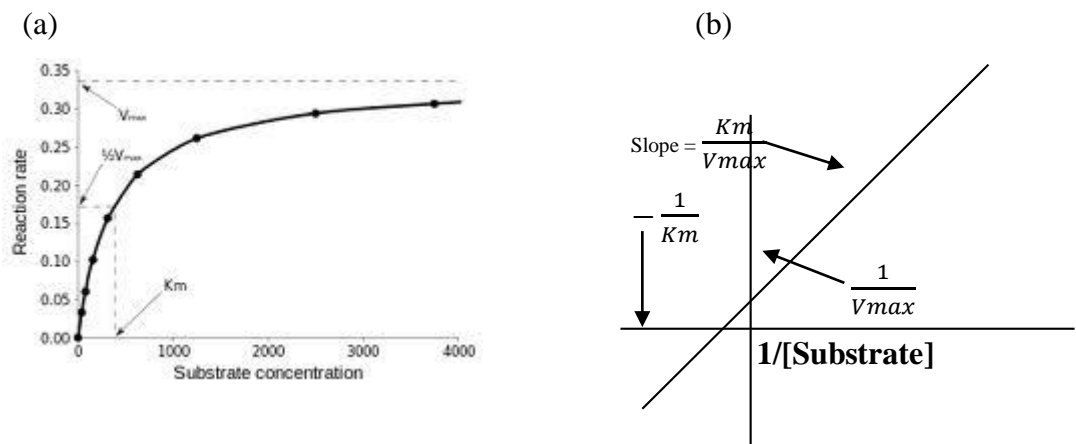 (a)
0.35
0.30
0.25
0.20
0.15
0.10
0.05
0.00
Reaction rate
Vmax
½Vmax
Km
0 1000 2000 3000 4000
Substrate concentration
(b)
Slope = Km/Vmax
− 1/Km
1/Vmax
1/[Substrate]